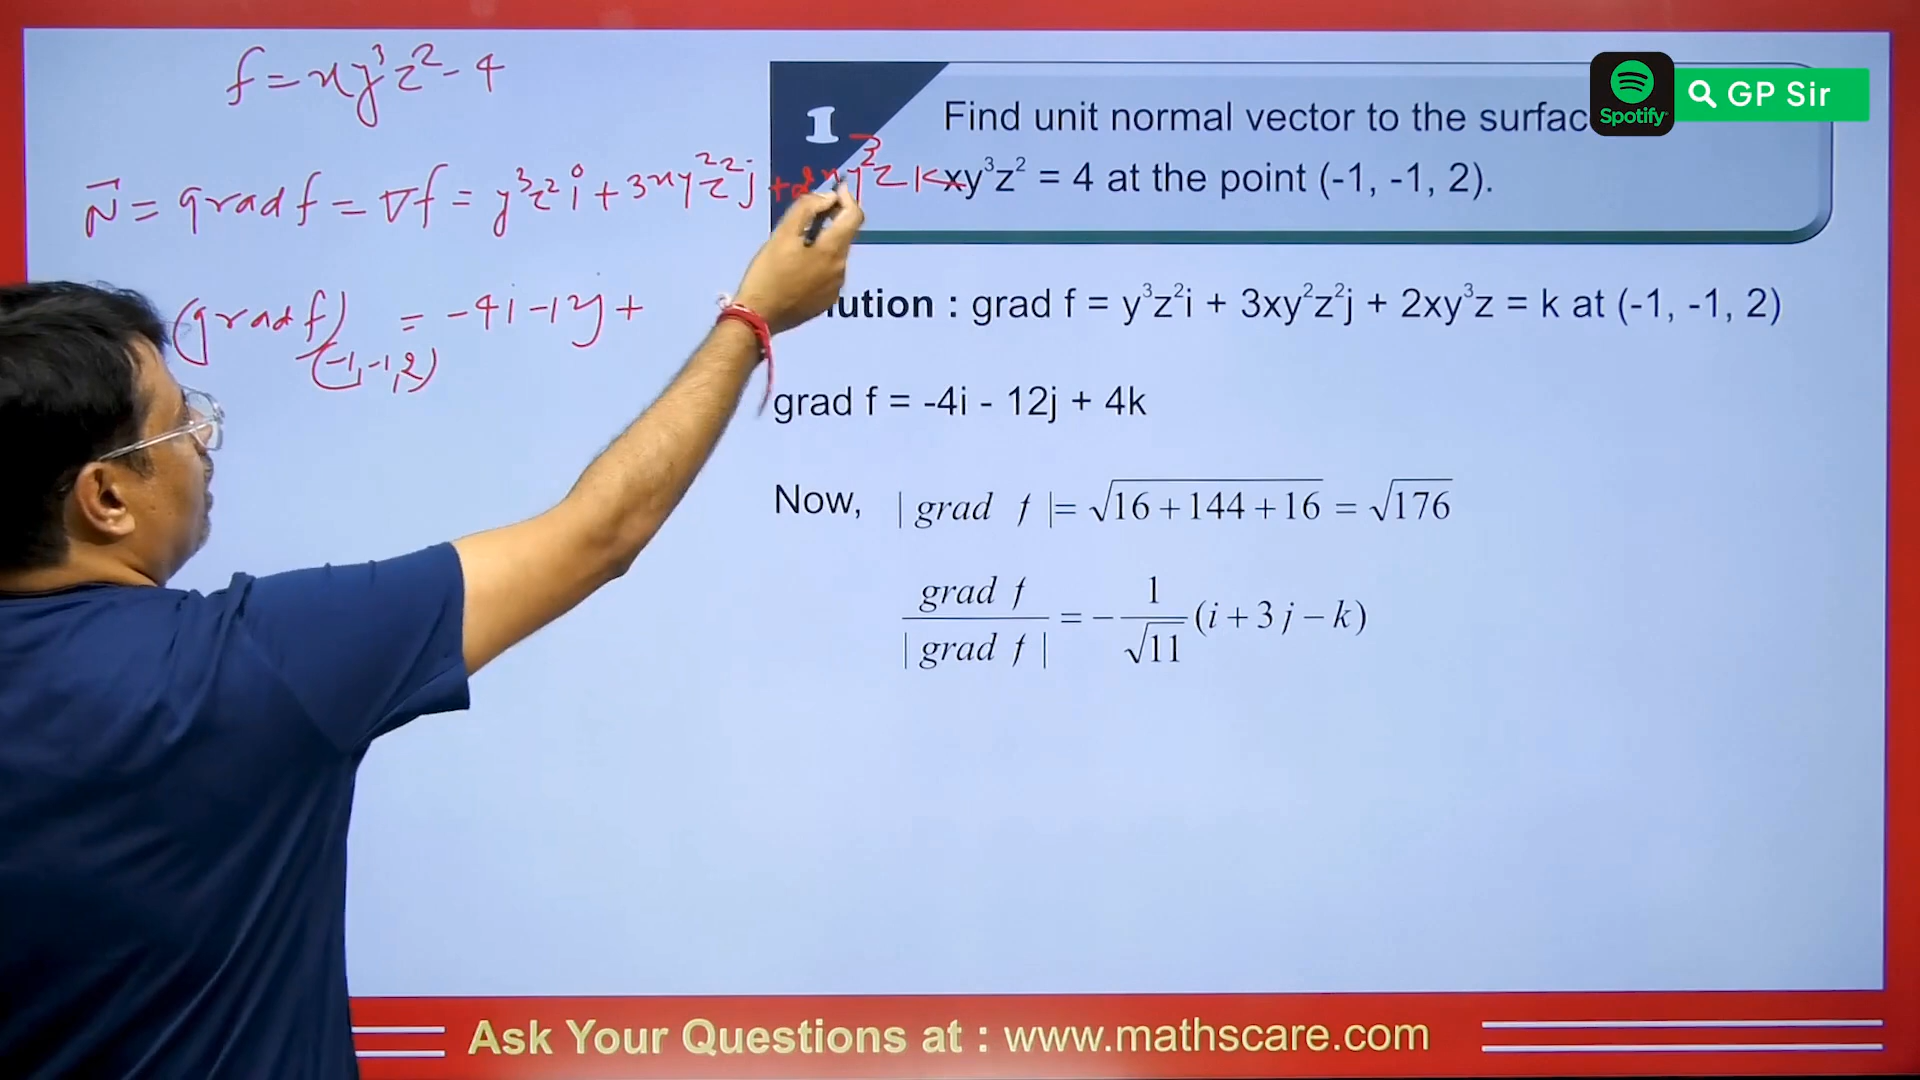 f = xy³z² - 4
N⃗ = grad f = ∇f = y³z²i + 3xy²z²j + 2xy³z k
(grad f)(-1,-1,2) = -4i - 12j +
1
Find unit normal vector to the surfac
xy³z² = 4 at the point (-1, -1, 2).
Spotify
GP Sir
lution : grad f = y³z²i + 3xy²z²j + 2xy³z = k at (-1, -1, 2)
grad f = -4i - 12j + 4k
Now, | grad f |= √16 + 144 + 16 = √176
grad f / | grad f | = - 1/√11 (i + 3 j − k)
Ask Your Questions at : www.mathscare.com